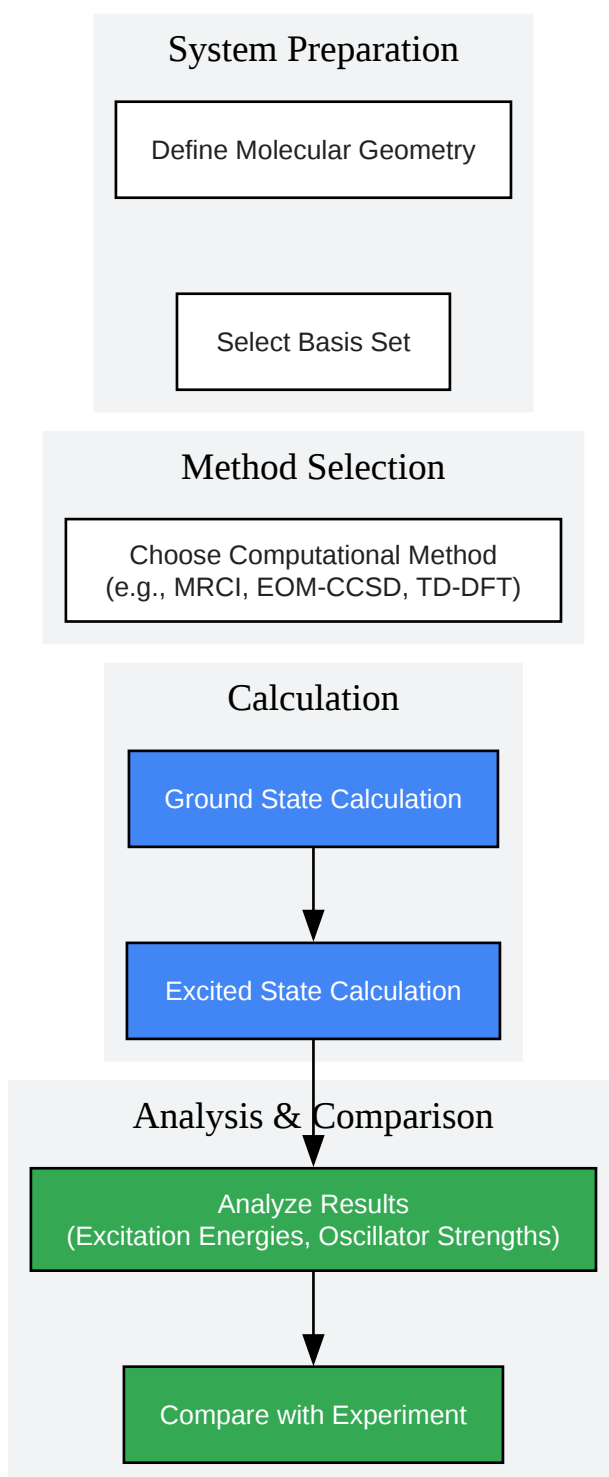 System Preparation
Define Molecular Geometry
Select Basis Set
Method Selection
Choose Computational Method
(e.g., MRCI, EOM-CCSD, TD-DFT)
Calculation
Ground State Calculation
Excited State Calculation
Analysis & Comparison
Analyze Results
(Excitation Energies, Oscillator Strengths)
Compare with Experiment